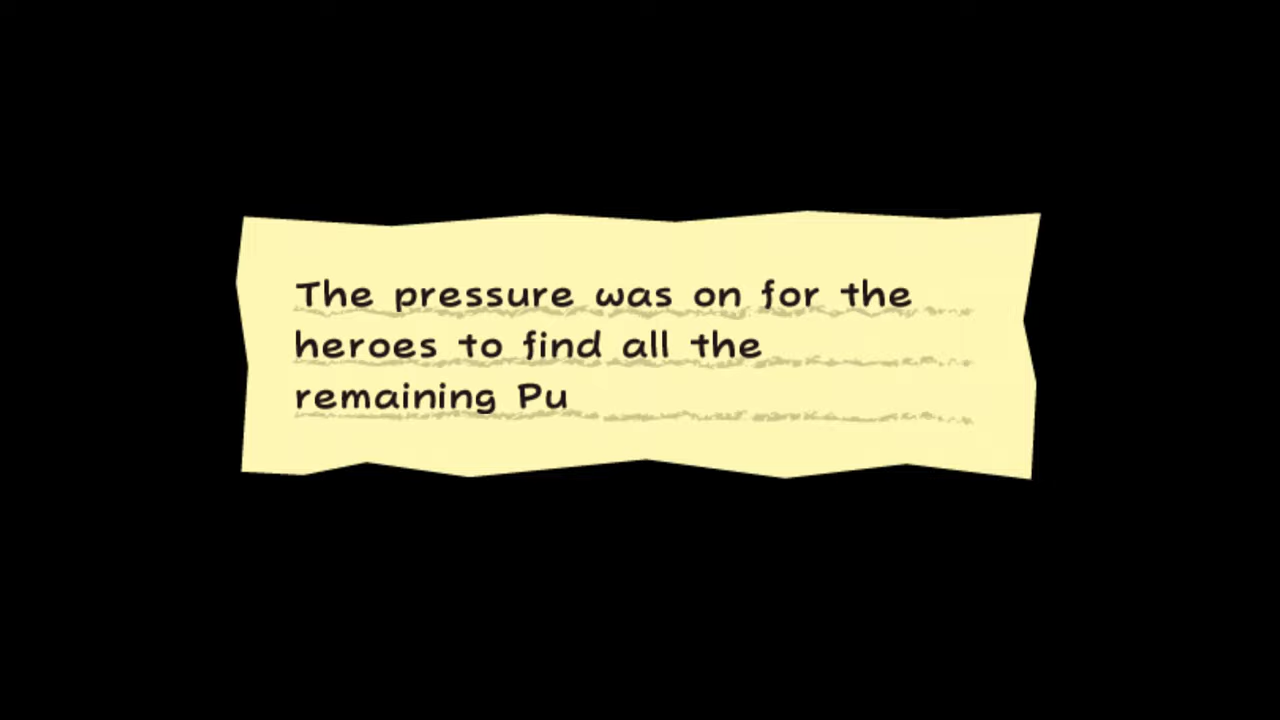 The pressure was on for the
heroes to find all the
remaining Pu